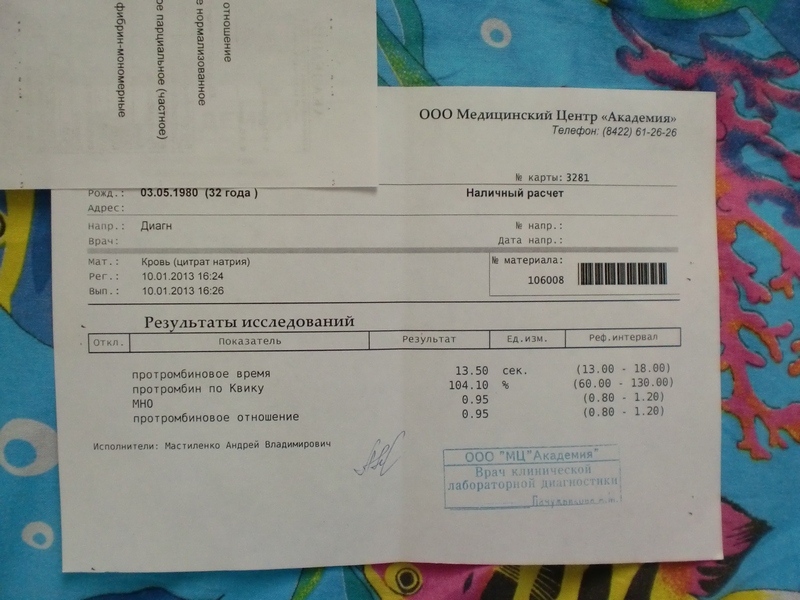 отношение
е нормализованное
ое парциальное (частное)
фибрин-мономерные
ООО Медицинский Центр «Академия»
Телефон: (8422) 61-26-26
№ карты: 3281
Рожд.: 03.05.1980 (32 года ) Наличный расчет
Адрес:
Напр.: Диагн № напр.:
Врач: Дата напр.:
Мат.: Кровь (цитрат натрия) № материала:
Рег.: 10.01.2013 16:24 106008
Вып.: 10.01.2013 16:26
Результаты исследований
Откл. Показатель Результат Ед.изм. Реф.интервал
протромбиновое время 13.50 сек. (13.00 - 18.00)
протромбин по Квику 104.10 % (60.00 - 130.00)
МНО 0.95 (0.80 - 1.20)
протромбиновое отношение 0.95 (0.80 - 1.20)
Исполнители: Мастиленко Андрей Владимирович
ООО "МЦ"Академия"
Врач клинической
лабораторной диагностики